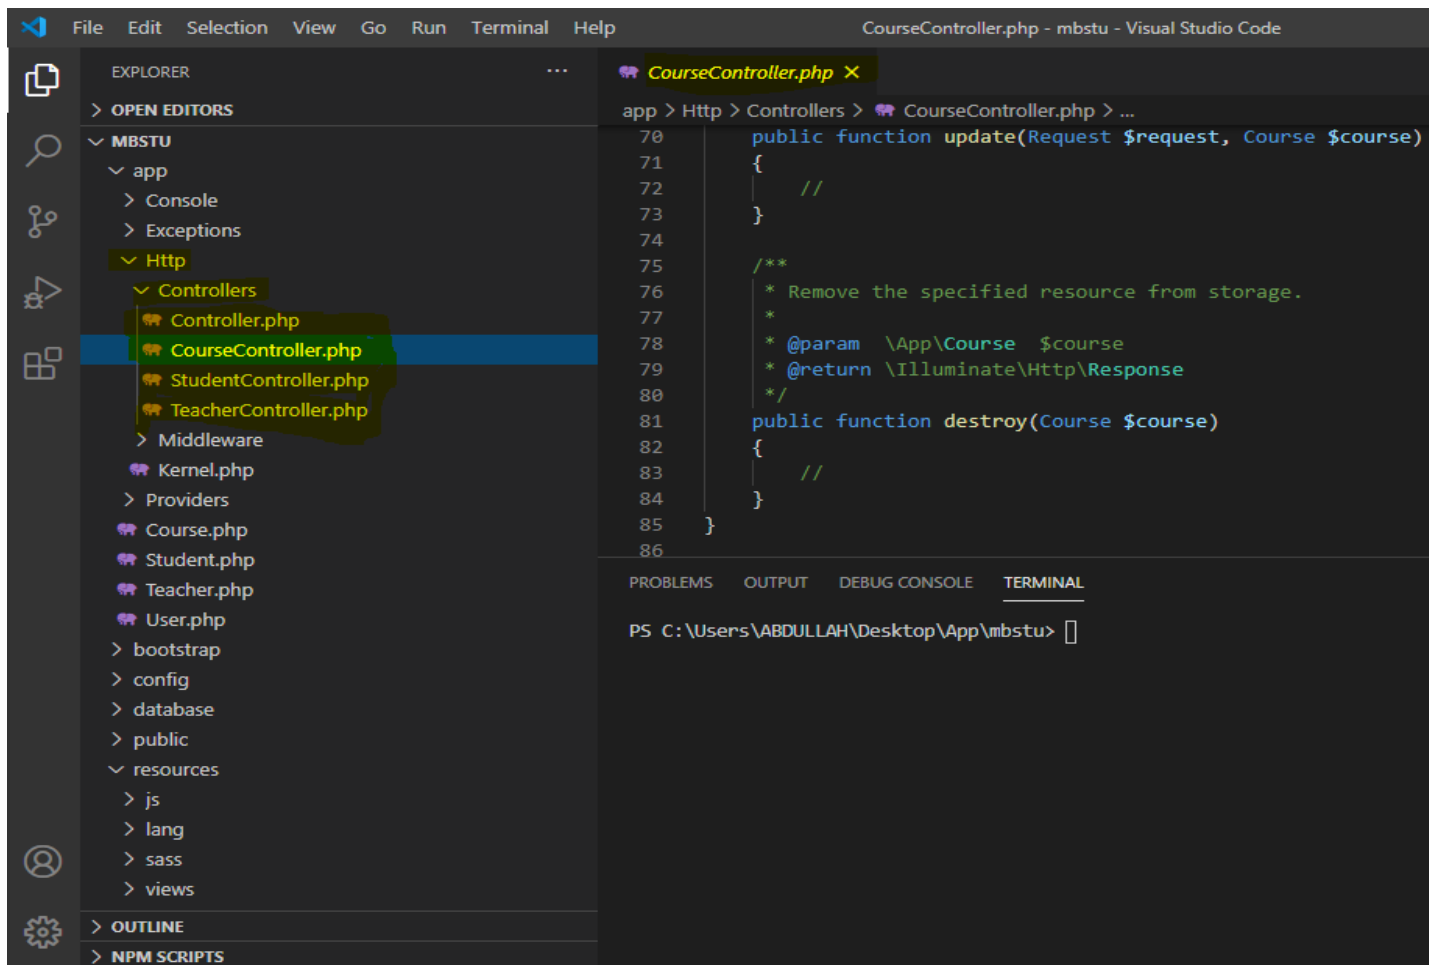 File Edit Selection View Go Run Terminal Help CourseController.php - mbstu - Visual Studio Code
EXPLORER ...
OPEN EDITORS
MBSTU
app
Console
Exceptions
Http
Controllers
Controller.php
CourseController.php
StudentController.php
TeacherController.php
Middleware
Kernel.php
Providers
Course.php
Student.php
Teacher.php
User.php
bootstrap
config
database
public
resources
js
lang
sass
views
OUTLINE
NPM SCRIPTS
CourseController.php
app > Http > Controllers > CourseController.php > ...
70 public function update(Request $request, Course $course)
71 {
72 //
73 }
74
75 /**
76 * Remove the specified resource from storage.
77 *
78 * @param \App\Course $course
79 * @return \Illuminate\Http\Response
80 */
81 public function destroy(Course $course)
82 {
83 //
84 }
85 }
86
PROBLEMS OUTPUT DEBUG CONSOLE TERMINAL
PS C:\Users\ABDULLAH\Desktop\App\mbstu>